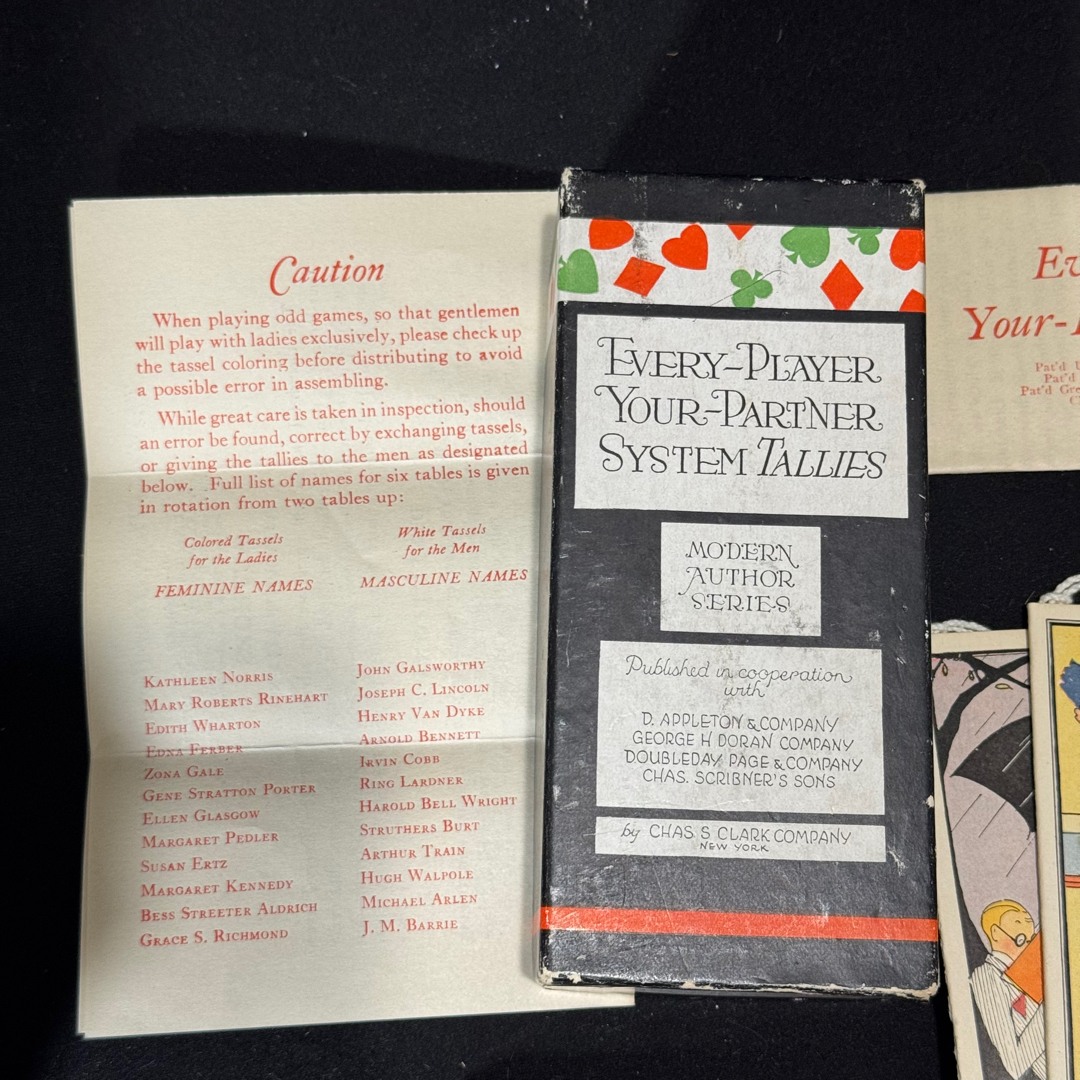 Caution
When playing odd games, so that gentlemen
will play with ladies exclusively, please check up
the tassel coloring before distributing to avoid
a possible error in assembling.
While great care is taken in inspection, should
an error be found, correct by exchanging tassels,
or giving the tallies to the men as designated
below. Full list of names for six tables is given
in rotation from two tables up:
Colored Tassels
for the Ladies
FEMININE NAMES
KATHLEEN NORRIS
MARY ROBERTS RINEHART
EDITH WHARTON
EDNA FERBER
ZONA GALE
GENE STRATTON PORTER
ELLEN GLASGOW
MARGARET PEDLER
SUSAN ERTZ
MARGARET KENNEDY
BESS STREETER ALDRICH
GRACE S. RICHMOND
White Tassels
for the Men
MASCULINE NAMES
JOHN GALSWORTHY
JOSEPH C. LINCOLN
HENRY VAN DYKE
ARNOLD BENNETT
IRVIN COBB
RING LARDNER
HAROLD BELL WRIGHT
STRUTHERS BURT
ARTHUR TRAIN
HUGH WALPOLE
MICHAEL ARLEN
J. M. BARRIE
EVERY-PLAYER
YOUR-PARTNER
SYSTEM TALLIES
MODERN
AUTHOR
SERIES
Published in cooperation
with
D. APPLETON & COMPANY
GEORGE H DORAN COMPANY
DOUBLEDAY PAGE & COMPANY
CHAS. SCRIBNER'S SONS
by CHAS. S. CLARK COMPANY
NEW YORK
Ev
Your-
Pat'd
Pat'd
Pat'd Gre